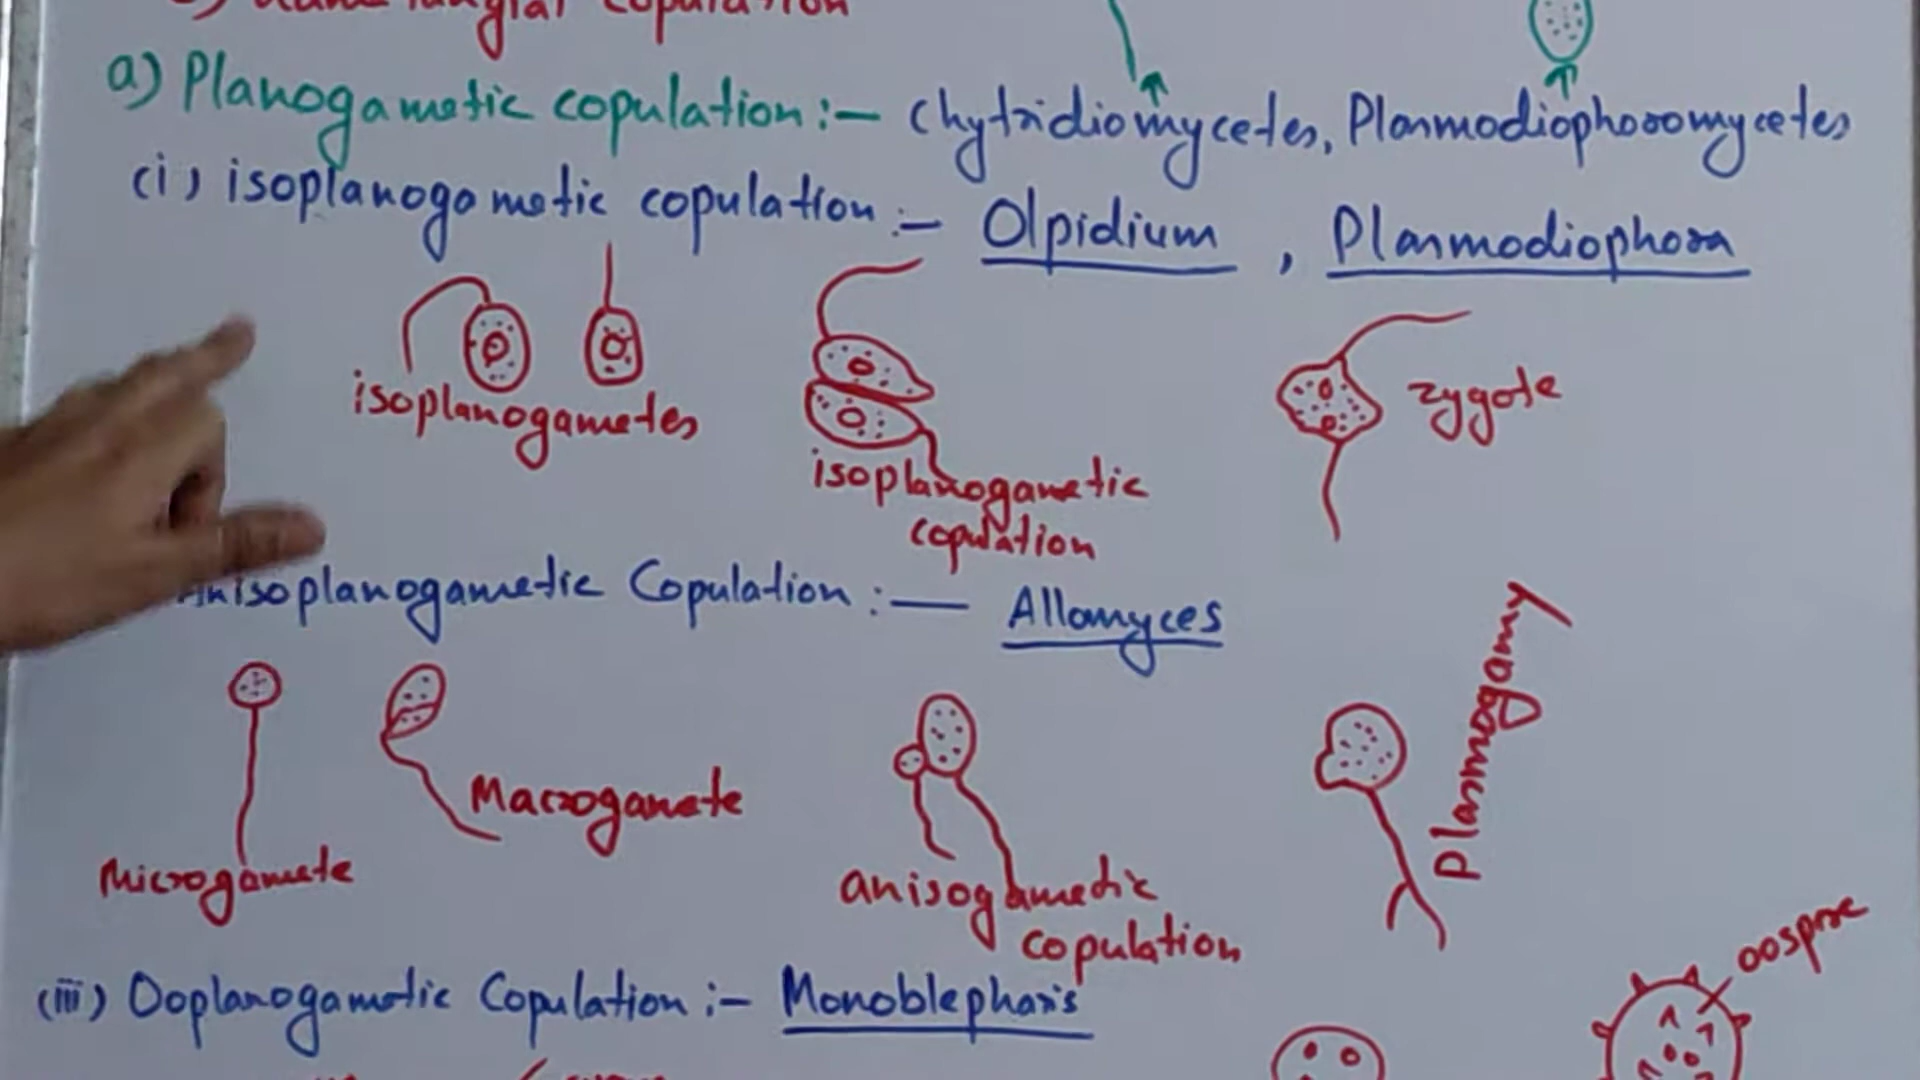 copulation
a) Planogametic copulation :— Chytridiomycetes, Plasmodiophoromycetes
(i) isoplanogametic copulation :— Olpidium , Plasmodiophora
isoplanogametes
isoplanogametic
copulation
zygote
Anisoplanogametic Copulation :— Allomyces
Microgamete
Macrogamete
anisogametic
copulation
Plasmogamy
(iii) Ooplanogametic Copulation :— Monoblepharis
oospore